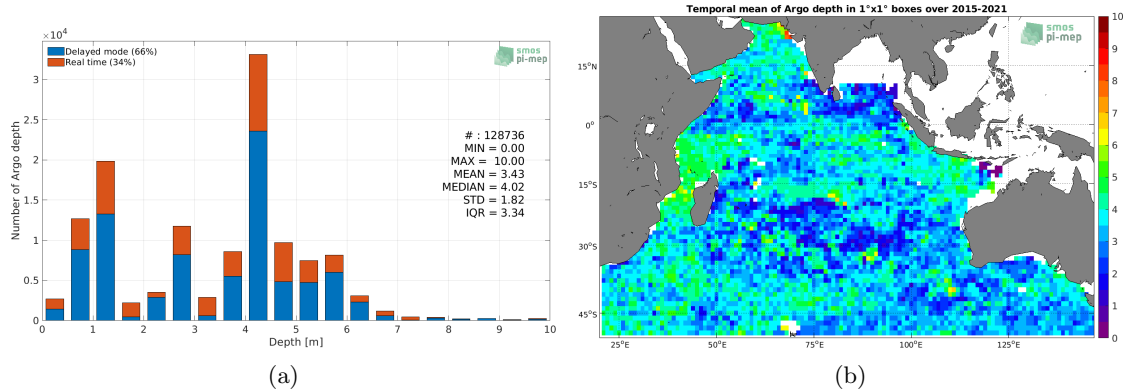 ×10⁴
Delayed mode (66%)
Real time (34%)
smos
pi-mep
# : 128736
MIN = 0.00
MAX = 10.00
MEAN = 3.43
MEDIAN = 4.02
STD = 1.82
IQR = 3.34
Number of Argo depth
3
2.5
2
1.5
1
0.5
0
0 1 2 3 4 5 6 7 8 9 10
Depth [m]
(a)
Temporal mean of Argo depth in 1°x1° boxes over 2015-2021
smos
pi-mep
15°N
0°
15°S
30°S
45°S
25°E 50°E 75°E 100°E 125°E
10
9
8
7
6
5
4
3
2
1
0
(b)